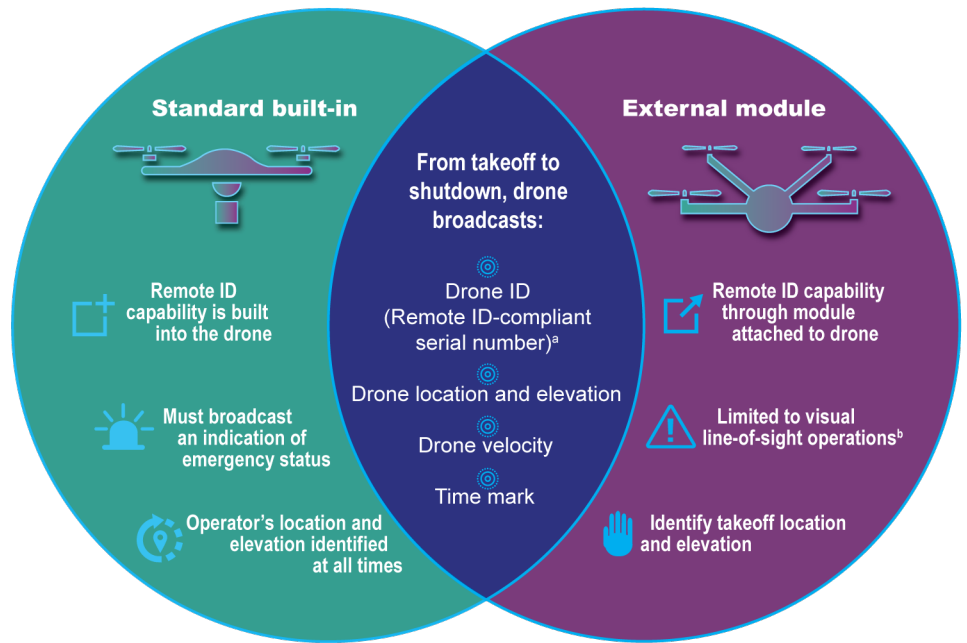 Standard built-in
Remote ID
capability is built
into the drone
Must broadcast
an indication of
emergency status
Operator’s location and
elevation identified
at all times
From takeoff to
shutdown, drone
broadcasts:
Drone ID
(Remote ID-compliant
serial number)ᵃ
Drone location and elevation
Drone velocity
Time mark
External module
Remote ID capability
through module
attached to drone
Limited to visual
line-of-sight operationsᵇ
Identify takeoff location
and elevation